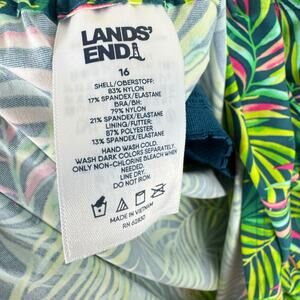 LANDS'
END
16
SHELL/OBERSTOFF:
83% NYLON
17% SPANDEX/ELASTANE
BRA/BH:
79% NYLON
21% SPANDEX/ELASTANE
LINING/FUTTER:
87% POLYESTER
13% SPANDEX/ELASTANE
HAND WASH COLD.
WASH DARK COLORS SEPARATELY.
ONLY NON-CHLORINE BLEACH WHEN
NEEDED.
LINE DRY.
DO NOT IRON.
MADE IN VIETNAM
RN 62830